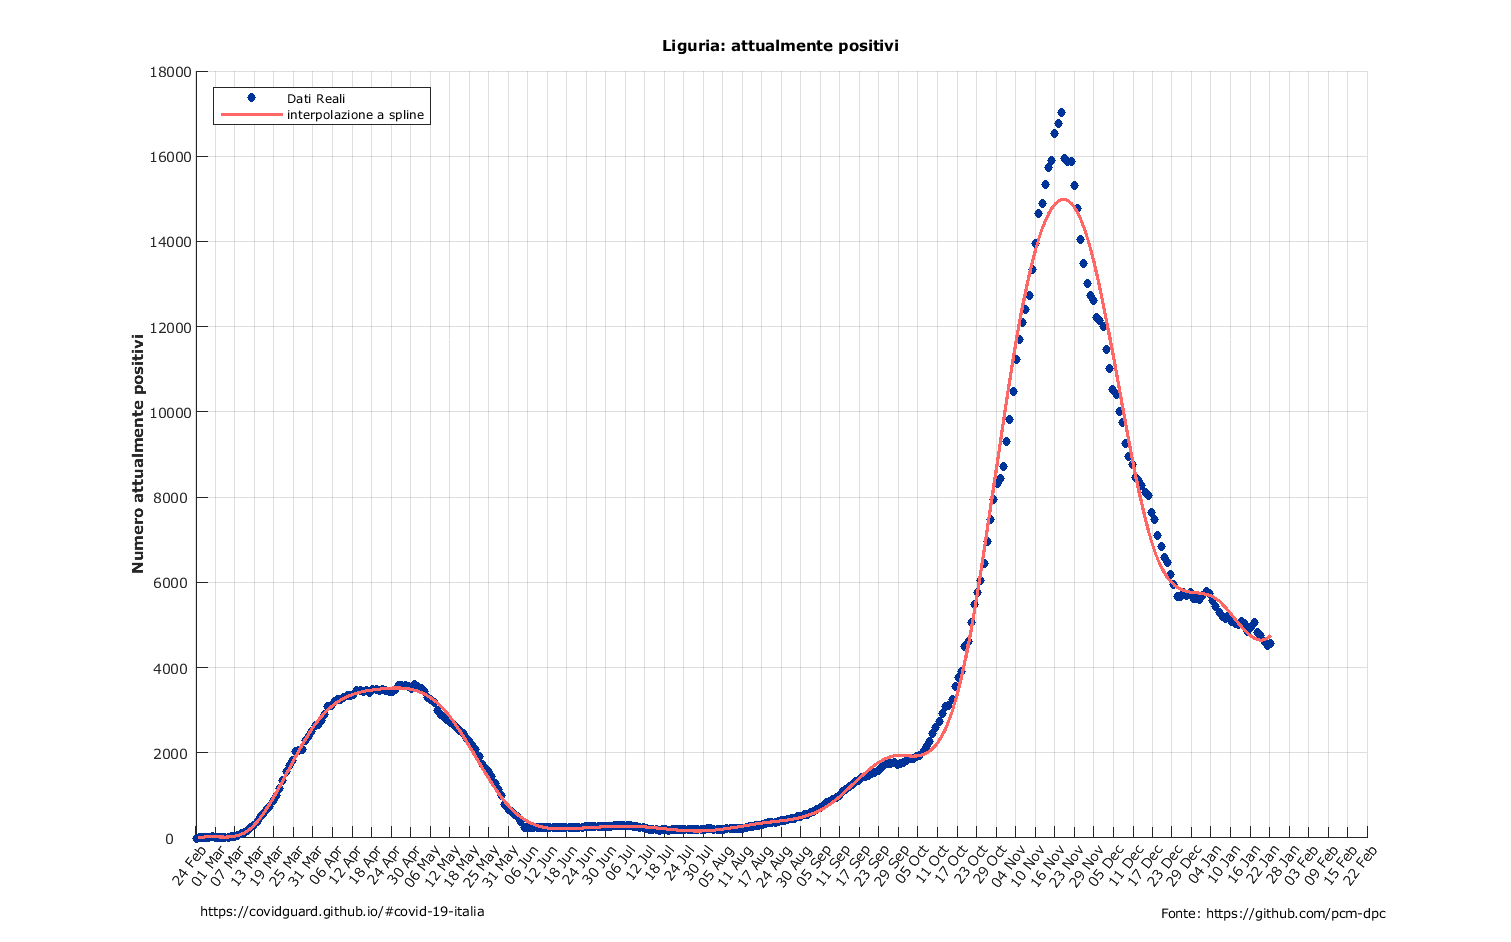 Liguria: attualmente positivi
Dati Reali
interpolazione a spline
Numero attualmente positivi
18000
16000
14000
12000
10000
8000
6000
4000
2000
0
24 Feb
01 Mar
07 Mar
13 Mar
19 Mar
25 Mar
31 Mar
06 Apr
12 Apr
18 Apr
24 Apr
30 Apr
06 May
12 May
18 May
25 May
31 May
06 Jun
12 Jun
18 Jun
24 Jun
30 Jun
06 Jul
12 Jul
18 Jul
24 Jul
30 Jul
05 Aug
11 Aug
17 Aug
24 Aug
30 Aug
05 Sep
11 Sep
17 Sep
23 Sep
29 Sep
05 Oct
11 Oct
17 Oct
23 Oct
29 Oct
04 Nov
10 Nov
16 Nov
23 Nov
29 Nov
05 Dec
11 Dec
17 Dec
23 Dec
29 Dec
04 Jan
10 Jan
16 Jan
22 Jan
28 Jan
03 Feb
09 Feb
15 Feb
22 Feb
https://covidguard.github.io/#covid-19-italia
Fonte: https://github.com/pcm-dpc